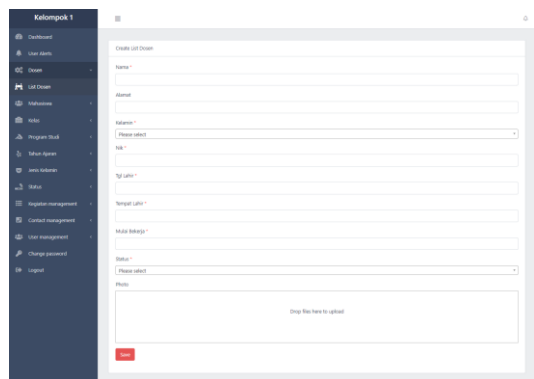 Kelompok 1
Dashboard
User Alerts
Dosen
List Dosen
Mahasiswa
Kelas
Program Studi
Tahun Ajaran
Jenis Kelamin
Status
Kegiatan management
Contact management
User management
Change password
Logout
Create List Dosen
Nama *
Alamat
Kelamin *
Please select
Nik *
Tgl Lahir *
Tempat Lahir *
Mulai Bekerja *
Status *
Please select
Photo
Drop files here to upload
Save